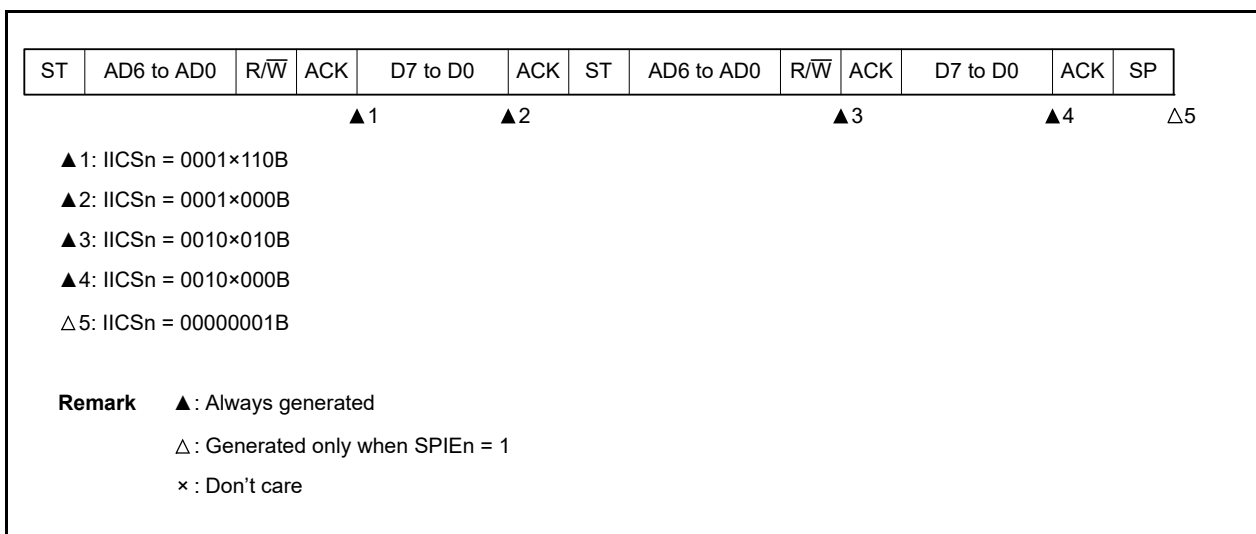 ST AD6 to AD0 R/W̅ ACK D7 to D0 ACK ST AD6 to AD0 R/W̅ ACK D7 to D0 ACK SP
▲1 ▲2 ▲3 ▲4 △5
▲1: IICSn = 0001×110B
▲2: IICSn = 0001×000B
▲3: IICSn = 0010×010B
▲4: IICSn = 0010×000B
△5: IICSn = 00000001B
Remark ▲: Always generated
△: Generated only when SPIEn = 1
×: Don’t care